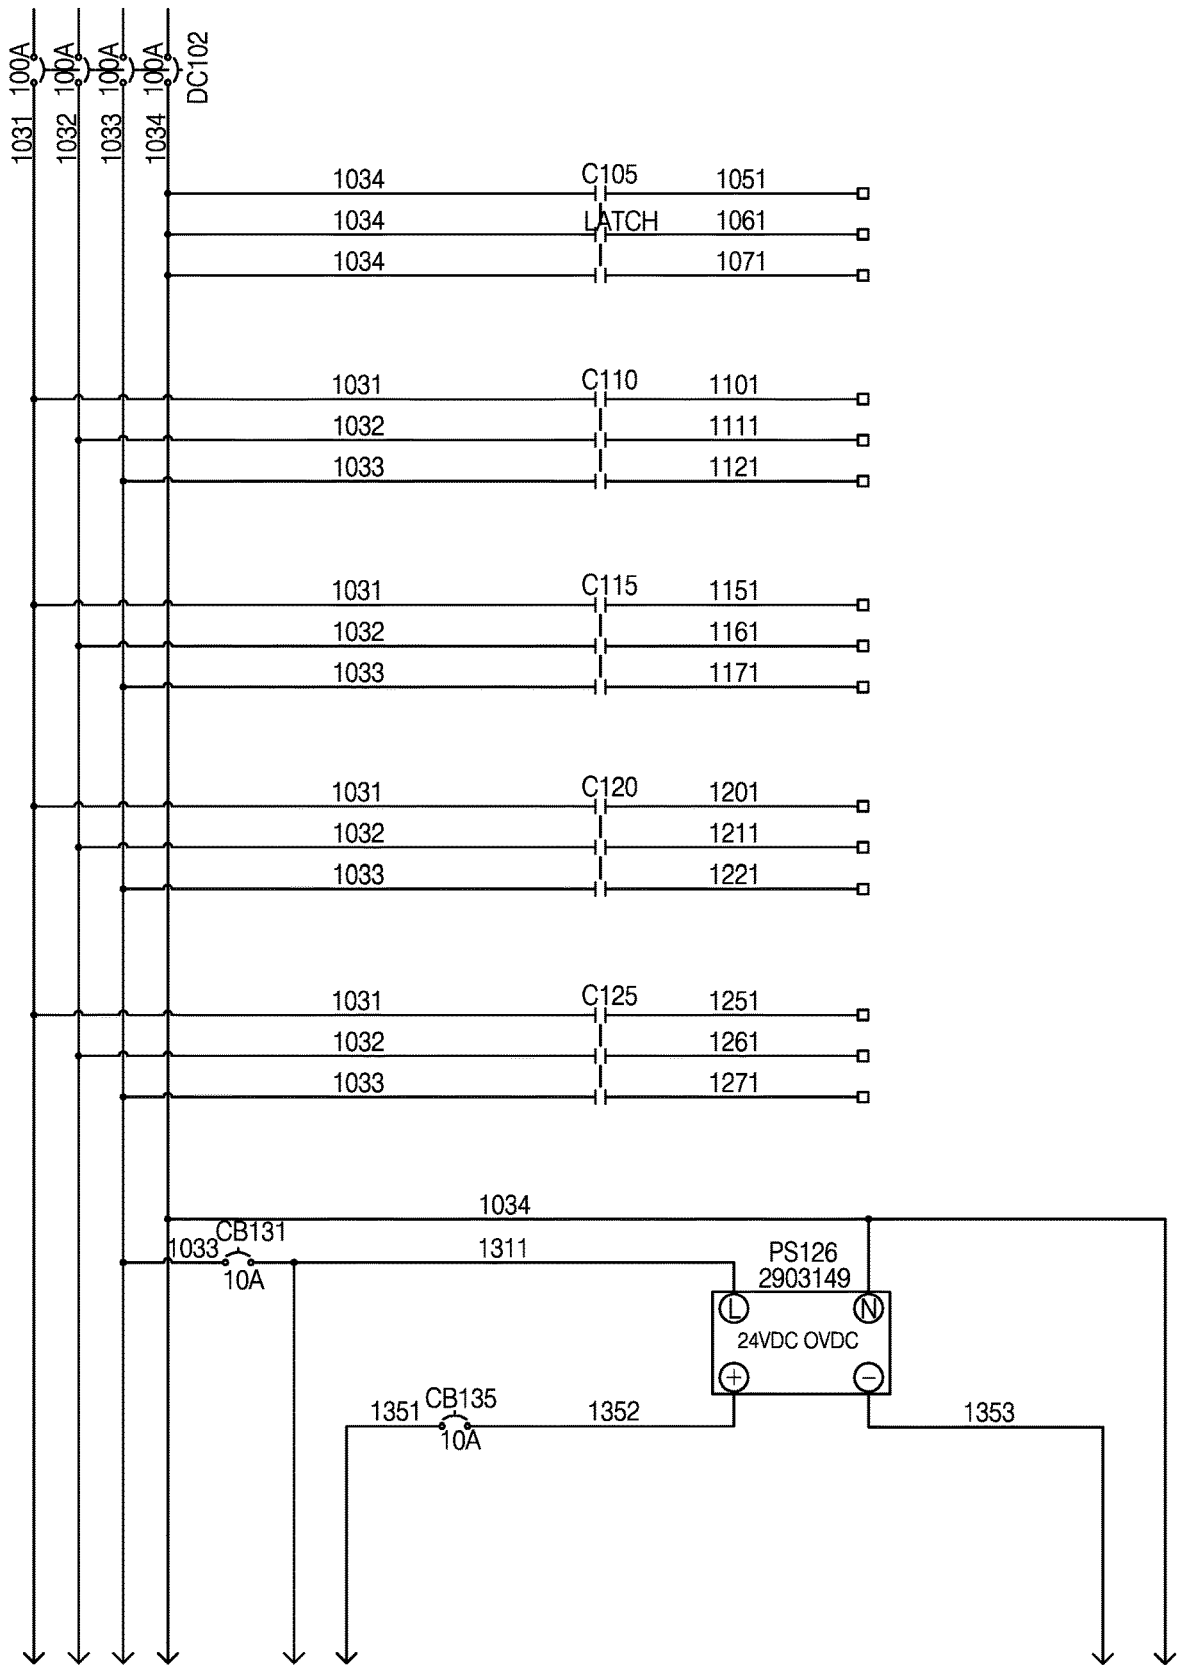 100A 100A 100A 100A DC102
1031 1032 1033 1034
1034 C105 1051
1034 LATCH 1061
1034 1071
1031 C110 1101
1032 1111
1033 1121
1031 C115 1151
1032 1161
1033 1171
1031 C120 1201
1032 1211
1033 1221
1031 C125 1251
1032 1261
1033 1271
1034
CB131
1033 1311 PS126
10A 2903149
L N
24VDC OVDC
+ −
CB135
1351 1352 1353
10A